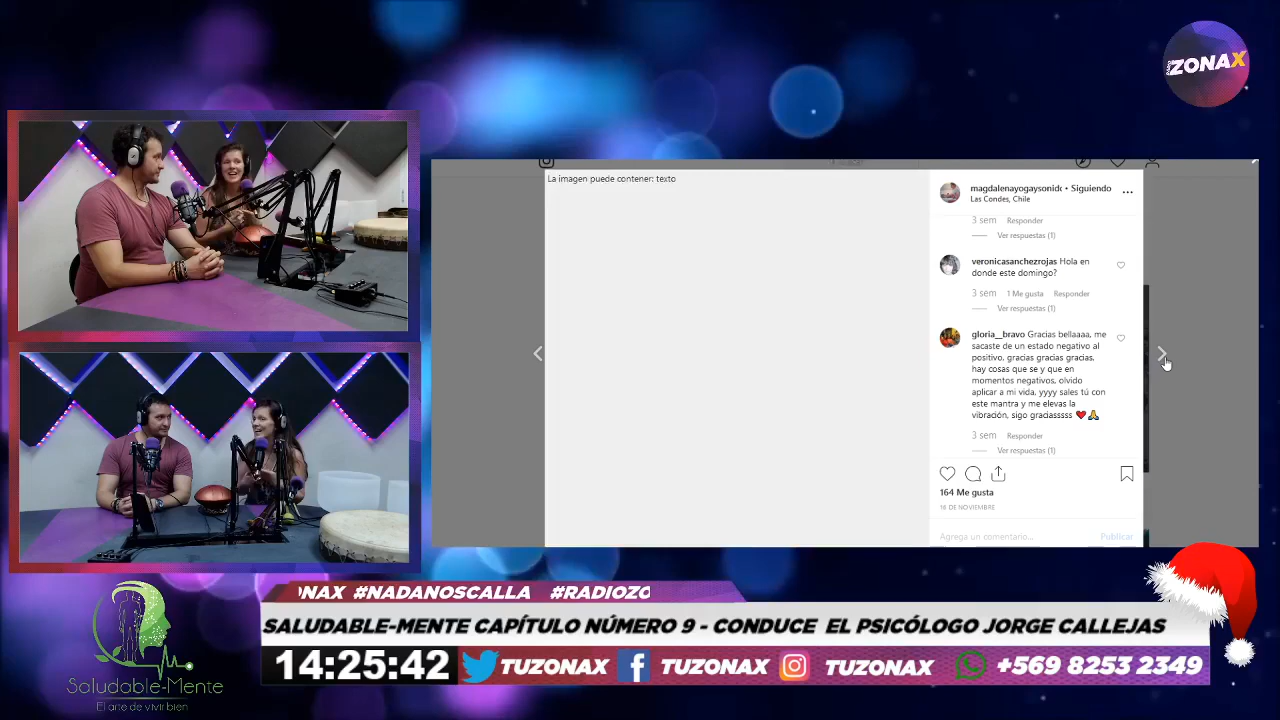 ZONAX
La imagen puede contener: texto
magdalenayogaysonido • Siguiendo
Las Condes, Chile
3 sem Responder
Ver respuestas (1)
veronicasanchezrojas Hola en
donde este domingo?
3 sem 1 Me gusta Responder
Ver respuestas (1)
gloria__bravo Gracias bellaaaa, me
sacaste de un estado negativo al
positivo, gracias gracias gracias,
hay cosas que se y que en
momentos negativos, olvido
aplicar a mi vida, yyyy sales tú con
este mantra y me elevas la
vibración, sigo graciasssss ❤️🙏
3 sem Responder
Ver respuestas (1)
164 Me gusta
16 DE NOVIEMBRE
Agrega un comentario... Publicar
NAX #NADANOSCALLA #RADIOZO
SALUDABLE-MENTE CAPÍTULO NÚMERO 9 - CONDUCE EL PSICÓLOGO JORGE CALLEJAS
14:25:42 TUZONAX TUZONAX TUZONAX +569 8253 2349
Saludable-Mente
El arte de vivir bien